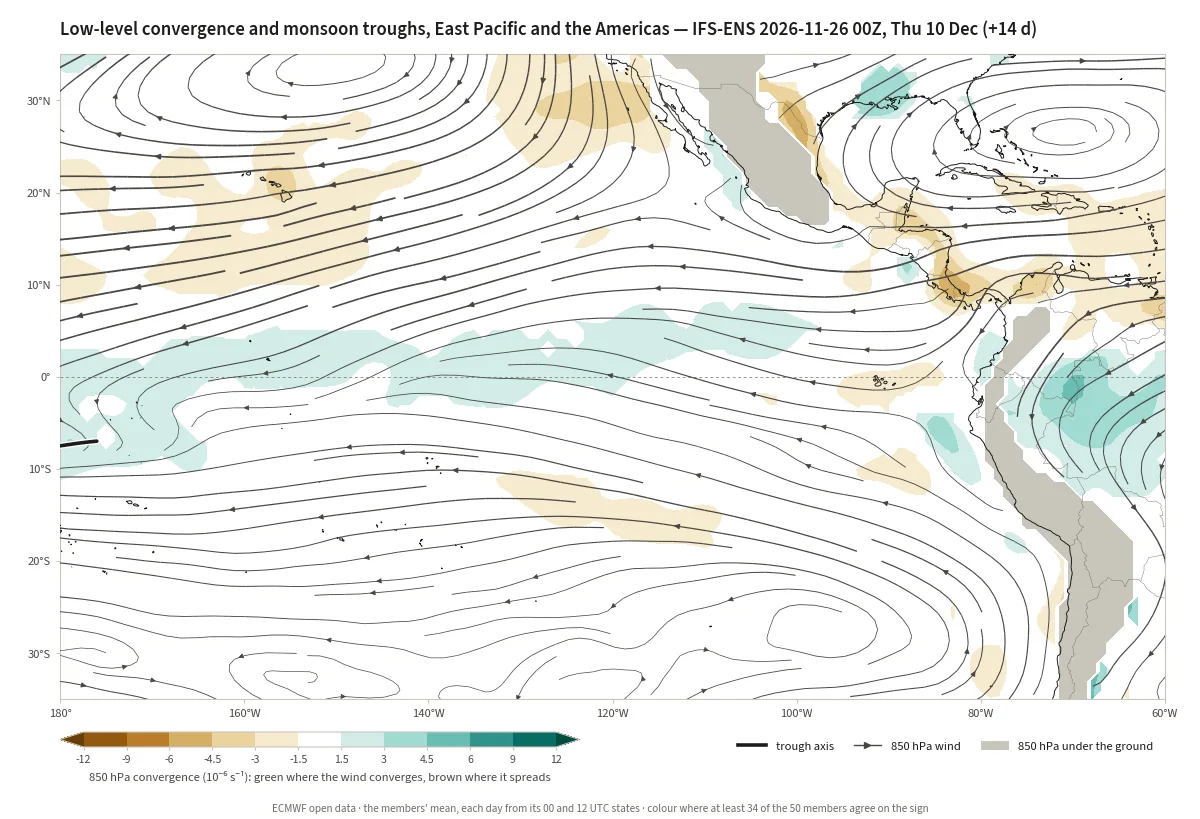 Low-level convergence and monsoon troughs, East Pacific and the Americas — IFS-ENS 2026-11-26 00Z, Thu 10 Dec (+14 d)
30°N
20°N
10°N
0°
10°S
20°S
30°S
180° 160°W 140°W 120°W 100°W 80°W 60°W
-12 -9 -6 -4.5 -3 -1.5 1.5 3 4.5 6 9 12
850 hPa convergence (10⁻⁶ s⁻¹): green where the wind converges, brown where it spreads
trough axis 850 hPa wind 850 hPa under the ground
ECMWF open data · the members' mean, each day from its 00 and 12 UTC states · colour where at least 34 of the 50 members agree on the sign